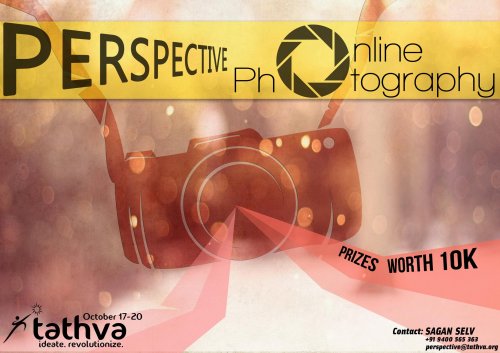 PERSPECTIVE
Online
Photography
PRIZES WORTH 10K
October 17-20
tathva
ideate. revolutionize.
Contact: SAGAN SELV
+91 9400 565 363
perspective@tathva.org